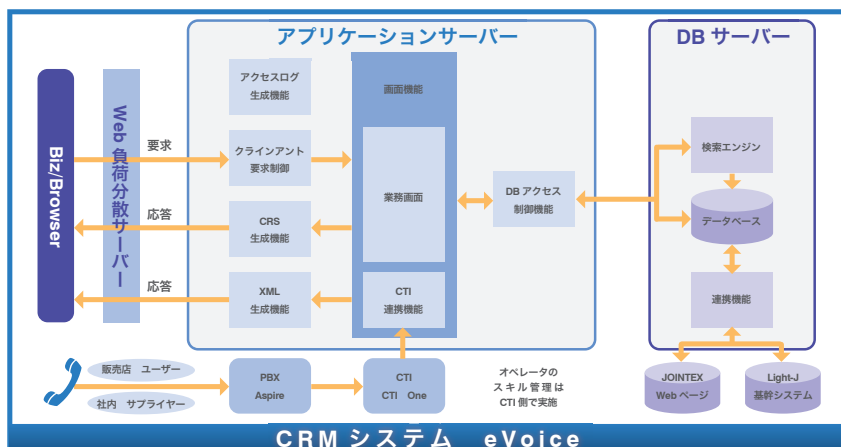 アプリケーションサーバー
DB サーバー
アクセスログ
生成機能
画面機能
Biz/Browser
Web 負荷分散サーバー
要求
クラインアント
要求制御
業務画面
DB アクセス
制御機能
検索エンジン
データベース
応答
CRS
生成機能
応答
XML
生成機能
CTI
連携機能
連携機能
販売店 ユーザー
社内 サプライヤー
PBX
Aspire
CTI
CTI One
オペレータの
スキル管理は
CTI 側で実施
JOINTEX
Web ページ
Light-J
基幹システム
CRM システム eVoice